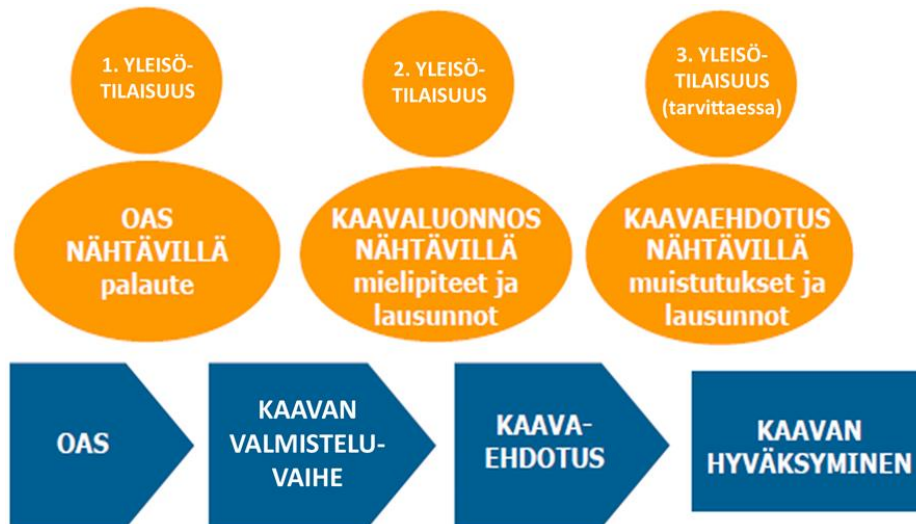 1. YLEISÖ-
TILAISUUS
2. YLEISÖ-
TILAISUUS
3. YLEISÖ-
TILAISUUS
(tarvittaessa)
OAS
NÄHTÄVILLÄ
palaute
KAAVALUONNOS
NÄHTÄVILLÄ
mielipiteet ja
lausunnot
KAAVAEHDOTUS
NÄHTÄVILLÄ
muistutukset ja
lausunnot
OAS
KAAVAN
VALMISTELU-
VAIHE
KAAVA-
EHDOTUS
KAAVAN
HYVÄKSYMINEN